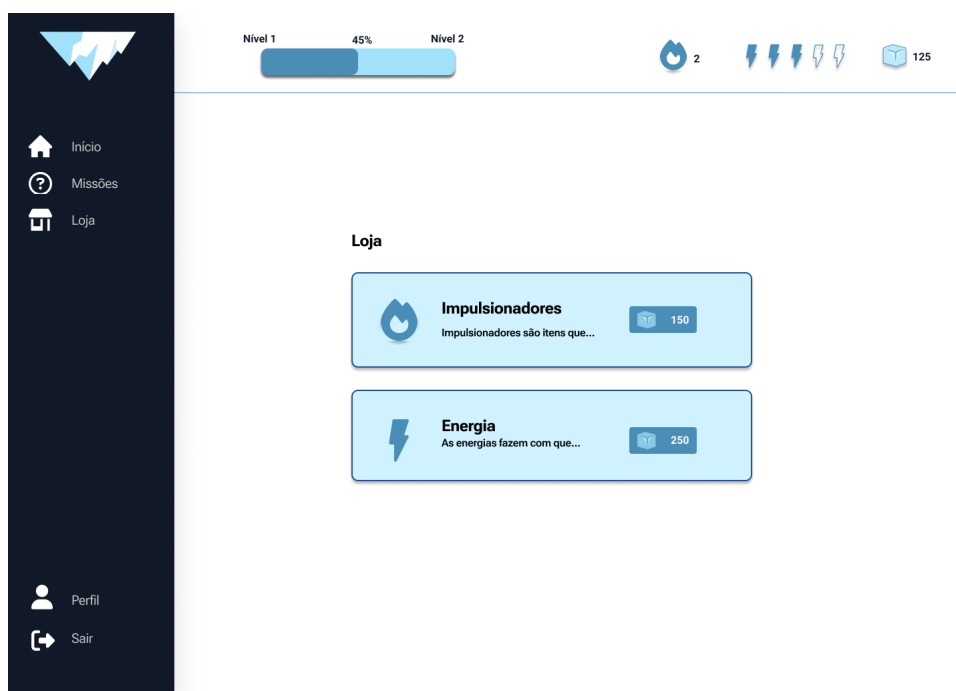 Nível 1 45% Nível 2
2
125
Início
Missões
Loja
Loja
Impulsionadores
Impulsionadores são itens que...
150
Energia
As energias fazem com que...
250
Perfil
Sair